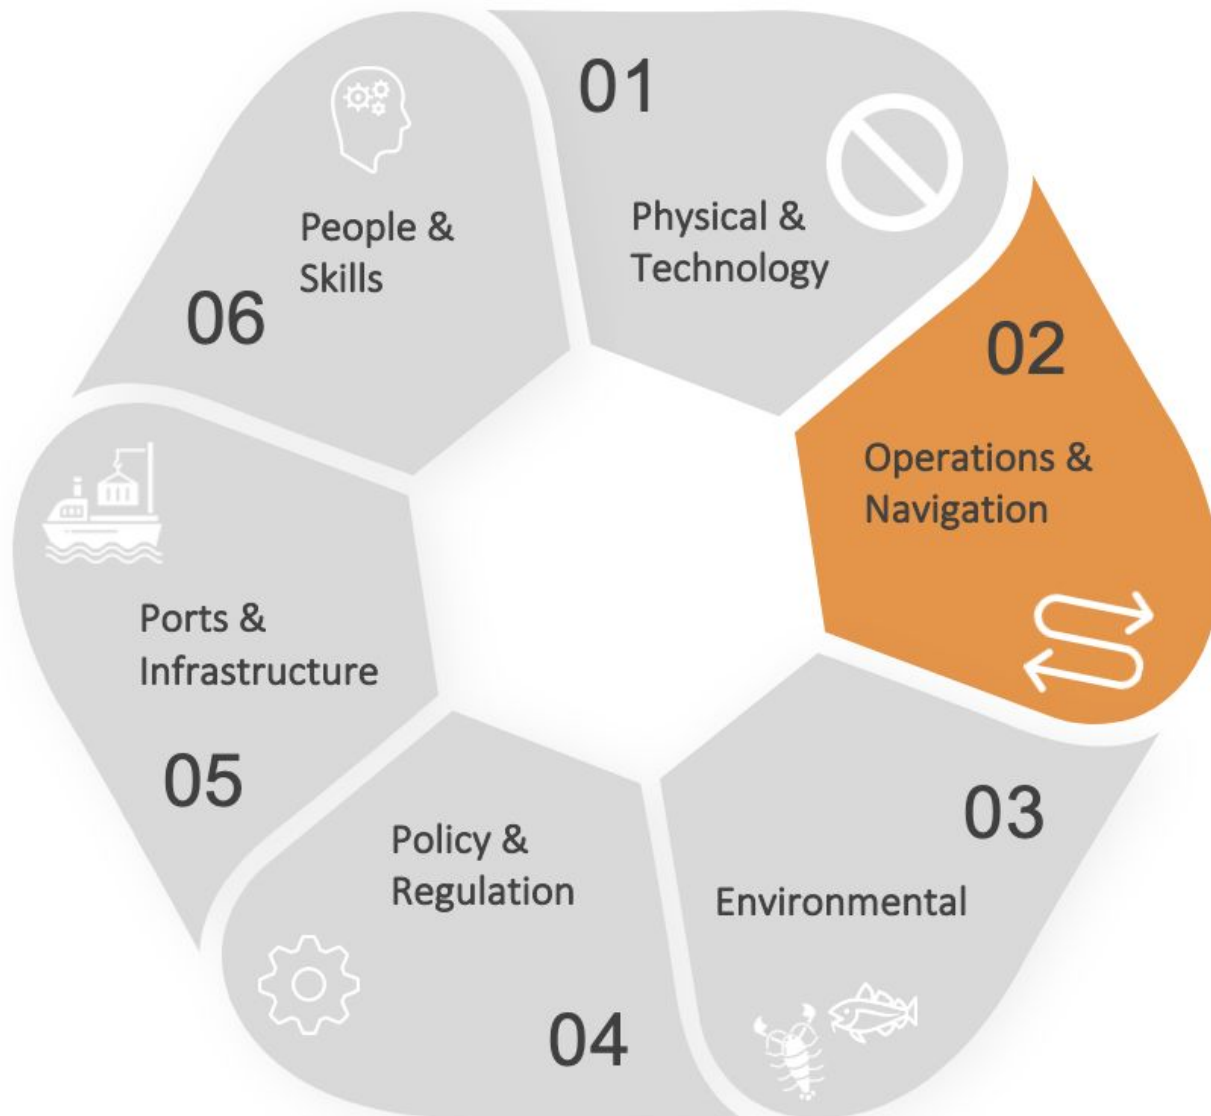 01
Physical &
Technology
02
Operations &
Navigation
03
Environmental
04
Policy &
Regulation
05
Ports &
Infrastructure
06
People &
Skills